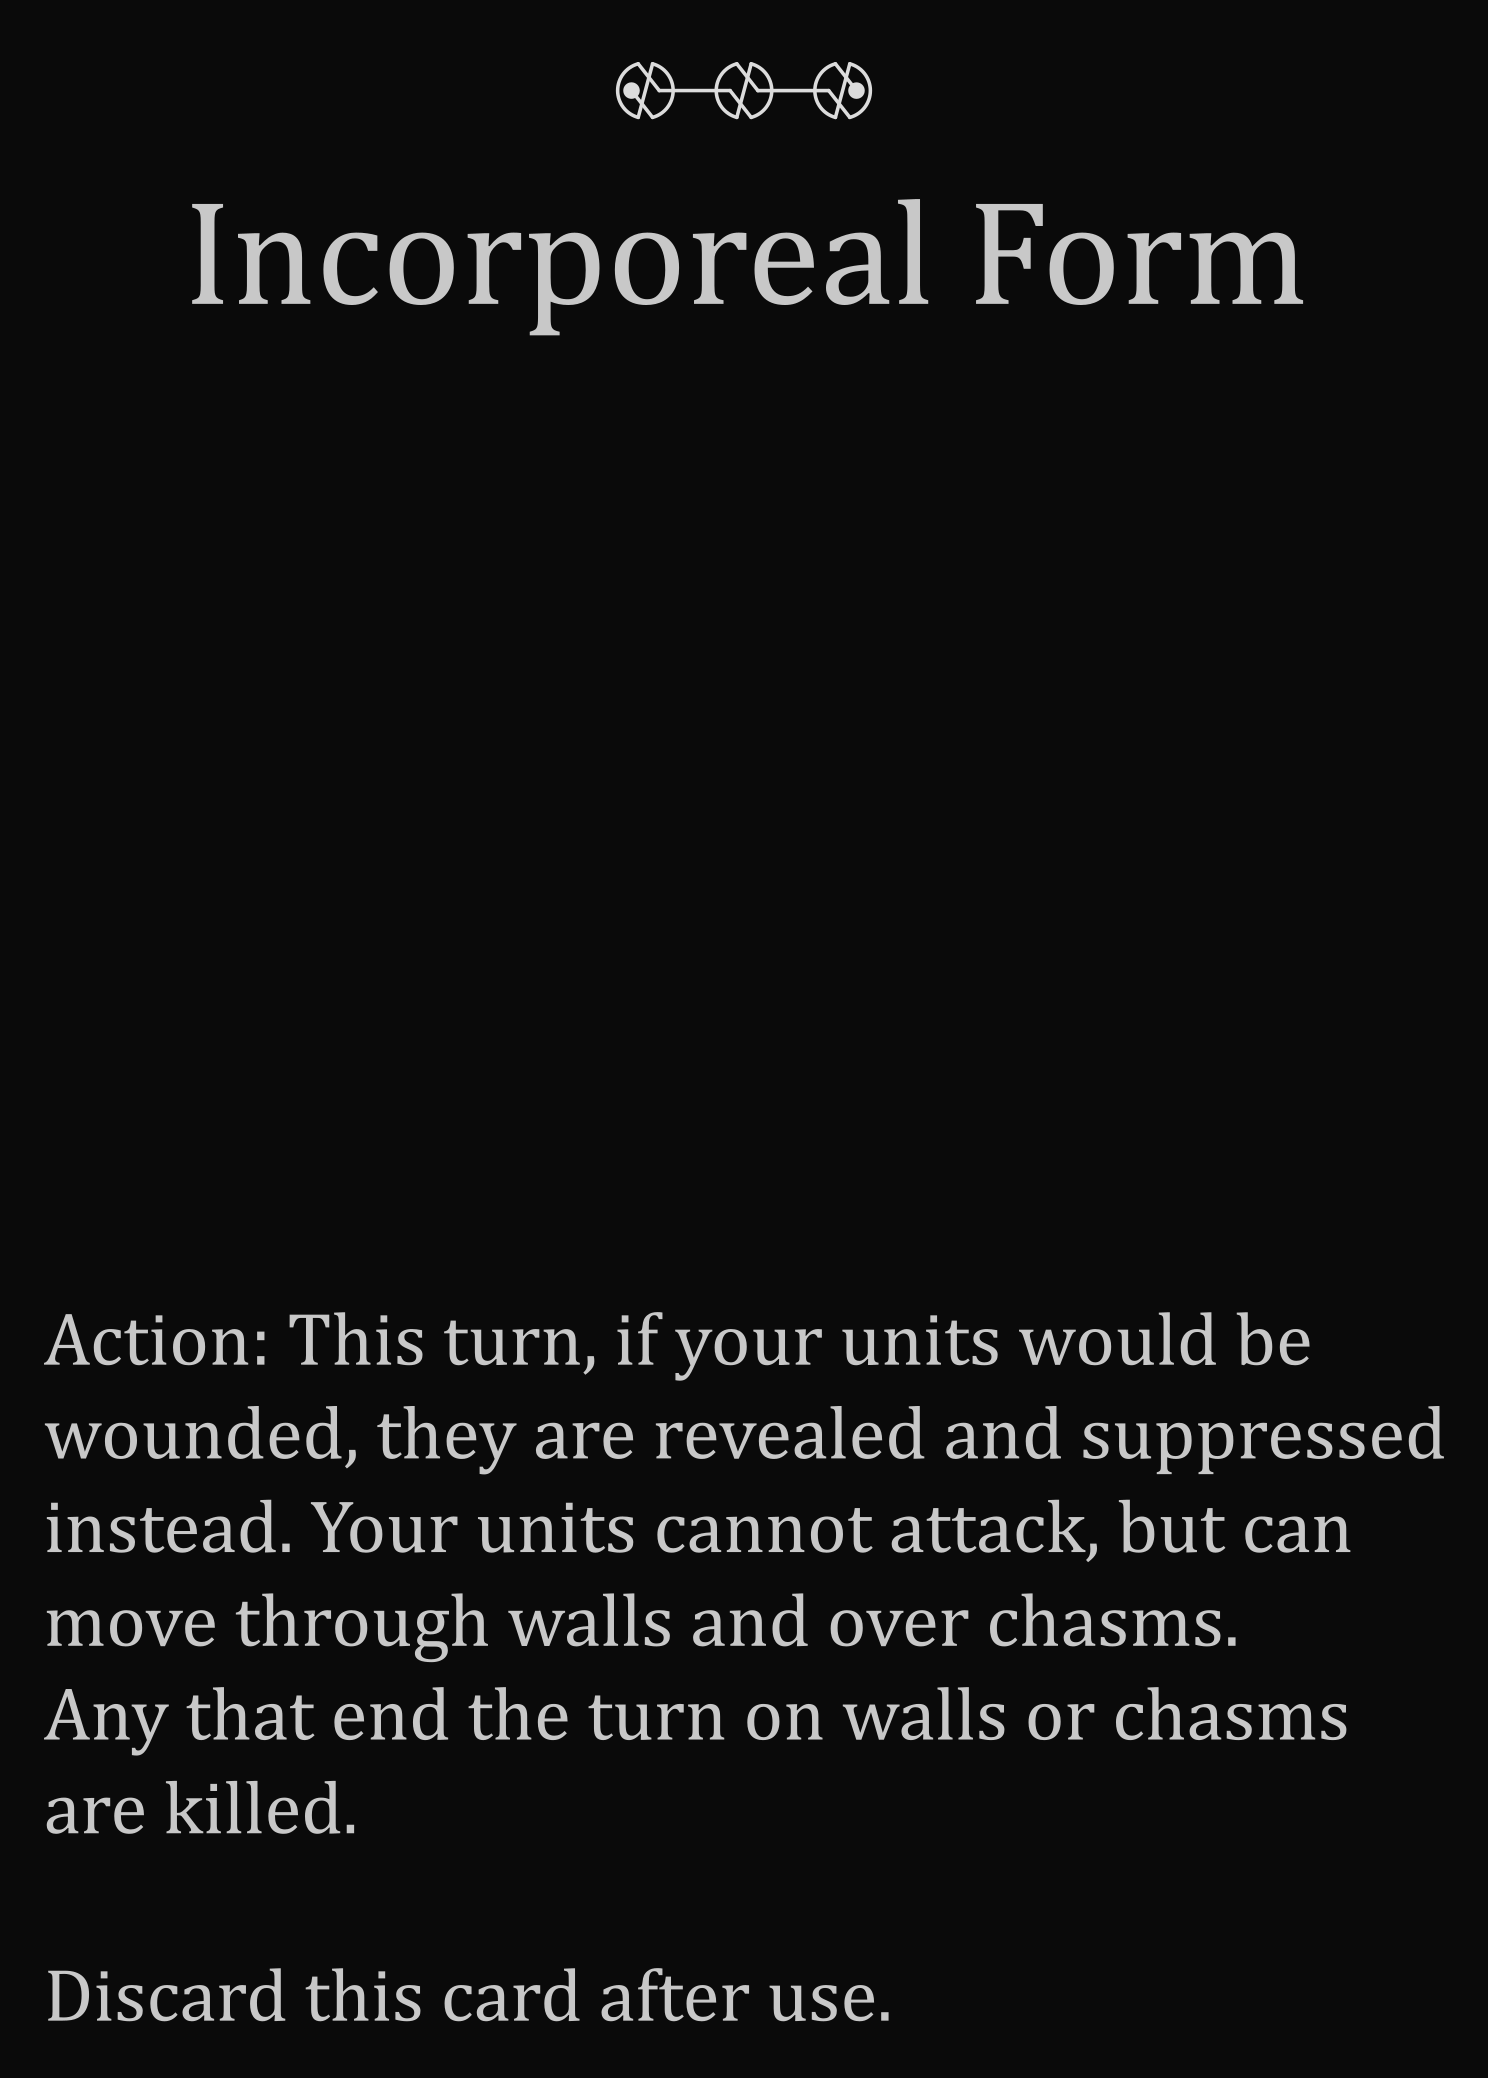 Incorporeal Form
Action: This turn, if your units would be
wounded, they are revealed and suppressed
instead. Your units cannot attack, but can
move through walls and over chasms.
Any that end the turn on walls or chasms
are killed.
Discard this card after use.